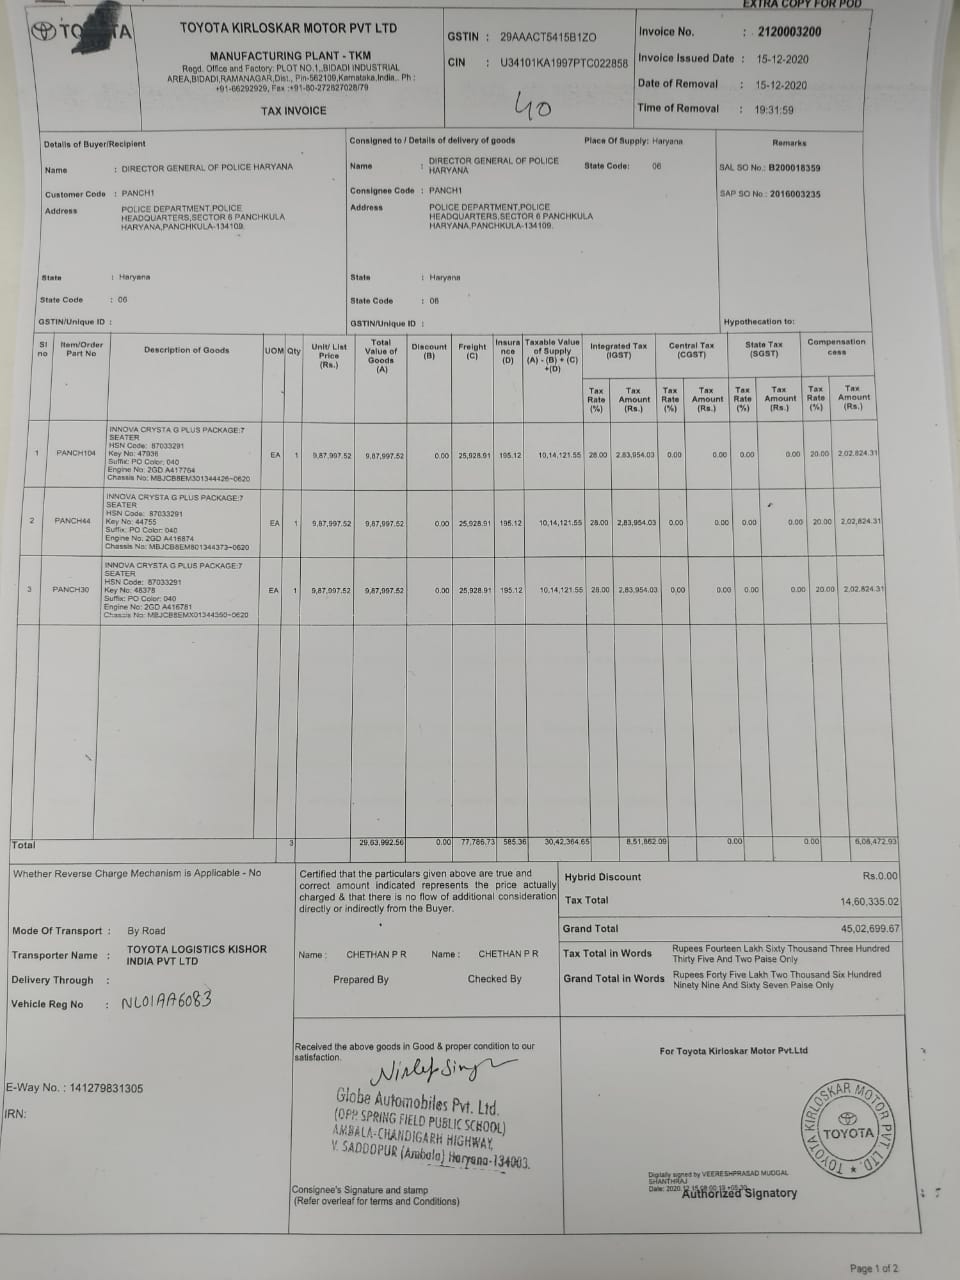 EXTRA COPY FOR POD
TOYOTA KIRLOSKAR MOTOR PVT LTD
MANUFACTURING PLANT - TKM
Regd. Office and Factory: PLOT NO.1,,BIDADI INDUSTRIAL
AREA,BIDADI,RAMANAGAR,Dist., Pin-562109,Karnataka,India,. Ph :
+91-66292929, Fax :+91-80-272827028/79
TAX INVOICE
GSTIN : 29AAACT5415B1ZO
CIN : U34101KA1997PTC022858
40
Invoice No. : 2120003200
Invoice Issued Date : 15-12-2020
Date of Removal : 15-12-2020
Time of Removal : 19:31:59
Details of Buyer/Recipient
Name : DIRECTOR GENERAL OF POLICE HARYANA
Customer Code : PANCH1
Address POLICE DEPARTMENT,POLICE
HEADQUARTERS,SECTOR 6 PANCHKULA
HARYANA,PANCHKULA-134109.
State : Haryana
State Code : 06
GSTIN/Unique ID :
Consigned to / Details of delivery of goods
Place Of Supply: Haryana
Name : DIRECTOR GENERAL OF POLICE
HARYANA
State Code: 06
Consignee Code : PANCH1
Address POLICE DEPARTMENT,POLICE
HEADQUARTERS,SECTOR 6 PANCHKULA
HARYANA,PANCHKULA-134109.
State : Haryana
State Code : 06
GSTIN/Unique ID :
Remarks
SAL SO No.: B200018359
SAP SO No.: 2016003235
Hypothecation to:
Sl no Item/Order Part No Description of Goods UOM Qty Unit/ List Price (Rs.) Total Value of Goods (A) Discount (B) Freight (C) Insura nce (D) Taxable Value of Supply (A) - (B) + (C) +(D) Integrated Tax (IGST) Central Tax (CGST) State Tax (SGST) Compensation cess
Tax Rate (%) Tax Amount (Rs.) Tax Rate (%) Tax Amount (Rs.) Tax Rate (%) Tax Amount (Rs.) Tax Rate (%) Tax Amount (Rs.)
INNOVA CRYSTA G PLUS PACKAGE:7
SEATER
HSN Code: 87033291
Key No: 47936
Suffix: PO Color: 040
Engine No: 2GD A417764
Chassis No: MBJCB8EM301344426-0620
1 PANCH104 EA 1 9,87,997.52 9,87,997.52 0.00 25,928.91 195.12 10,14,121.55 28.00 2,83,954.03 0.00 0.00 0.00 0.00 20.00 2,02,824.31
INNOVA CRYSTA G PLUS PACKAGE:7
SEATER
HSN Code: 87033291
Key No: 44755
Suffix: PO Color: 040
Engine No: 2GD A416874
Chassis No: MBJCB8EM801344373-0620
2 PANCH44 EA 1 9,87,997.52 9,87,997.52 0.00 25,928.91 195.12 10,14,121.55 28.00 2,83,954.03 0.00 0.00 0.00 0.00 20.00 2,02,824.31
INNOVA CRYSTA G PLUS PACKAGE:7
SEATER
HSN Code: 87033291
Key No: 48378
Suffix: PO Color: 040
Engine No: 2GD A416781
Chassis No: MBJCB8EMX01344360-0620
3 PANCH30 EA 1 9,87,997.52 9,87,997.52 0.00 25,928.91 195.12 10,14,121.55 28.00 2,83,954.03 0.00 0.00 0.00 0.00 20.00 2,02,824.31
Total 3 29,63,992.56 0.00 77,786.73 585.36 30,42,364.65 8,51,862.09 0.00 0.00 6,08,472.93
Whether Reverse Charge Mechanism is Applicable - No
Mode Of Transport : By Road
Transporter Name : TOYOTA LOGISTICS KISHOR
INDIA PVT LTD
Delivery Through :
Vehicle Reg No : NL01AA6083
E-Way No. : 141279831305
IRN:
Certified that the particulars given above are true and
correct amount indicated represents the price actually
charged & that there is no flow of additional consideration
directly or indirectly from the Buyer.
Name : CHETHAN P R Name : CHETHAN P R
Prepared By Checked By
Received the above goods in Good & proper condition to our
satisfaction.
Globe Automobiles Pvt. Ltd.
(OPP. SPRING FIELD PUBLIC SCHOOL)
AMBALA-CHANDIGARH HIGHWAY,
V. SADDOPUR (Ambala) Haryana-134003.
Consignee's Signature and stamp
(Refer overleaf for terms and Conditions)
Hybrid Discount Rs.0.00
Tax Total 14,60,335.02
Grand Total 45,02,699.67
Tax Total in Words Rupees Fourteen Lakh Sixty Thousand Three Hundred
Thirty Five And Two Paise Only
Grand Total in Words Rupees Forty Five Lakh Two Thousand Six Hundred
Ninety Nine And Sixty Seven Paise Only
For Toyota Kirloskar Motor Pvt.Ltd
TOYOTA KIRLOSKAR MOTOR PVT. LTD.
TOYOTA
Digitally signed by VEERESHPRASAD MUDGAL
SHANTHRAJ
Authorized Signatory
Page 1 of 2